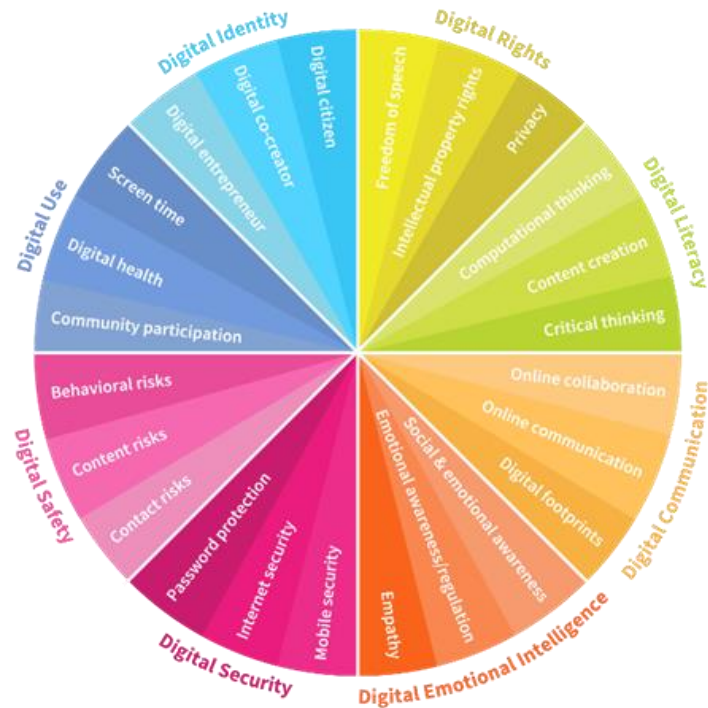 Digital Identity
Digital citizen
Digital co-creator
Digital entrepreneur
Digital Rights
Freedom of speech
Intellectual property rights
Privacy
Digital Literacy
Computational thinking
Content creation
Critical thinking
Digital Communication
Online collaboration
Online communication
Digital footprints
Digital Emotional Intelligence
Social & emotional awareness
Emotional awareness/regulation
Empathy
Digital Security
Mobile security
Internet security
Password protection
Digital Safety
Contact risks
Content risks
Behavioral risks
Digital Use
Community participation
Digital health
Screen time